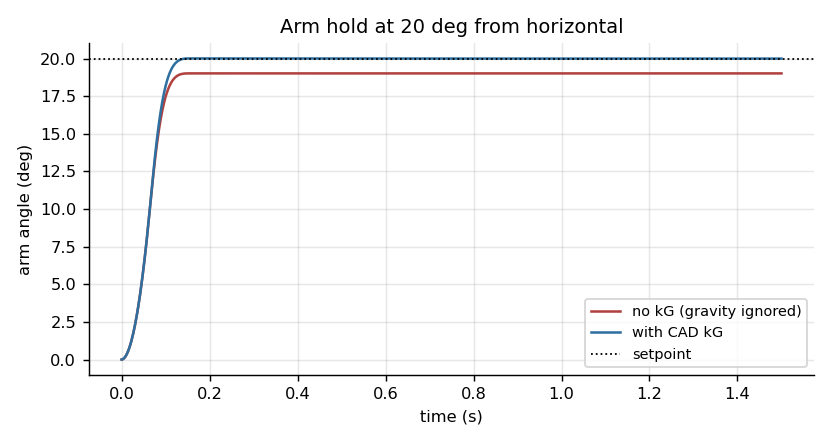 Arm hold at 20 deg from horizontal
20.0
17.5
15.0
12.5
10.0
7.5
5.0
2.5
0.0
arm angle (deg)
no kG (gravity ignored)
with CAD kG
setpoint
0.0 0.2 0.4 0.6 0.8 1.0 1.2 1.4
time (s)